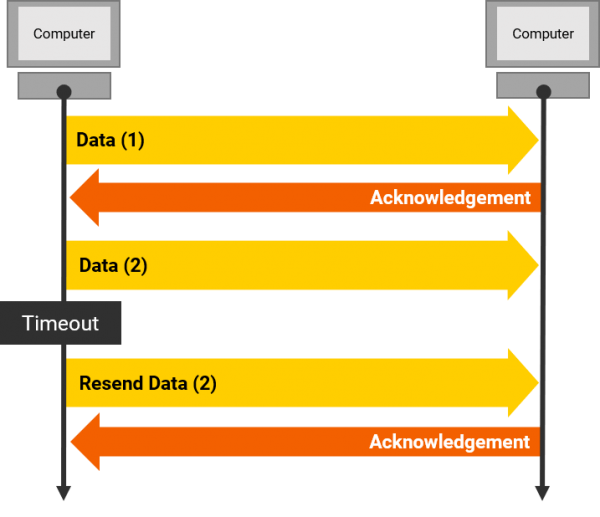 Computer
Computer
Data (1)
Acknowledgement
Data (2)
Timeout
Resend Data (2)
Acknowledgement